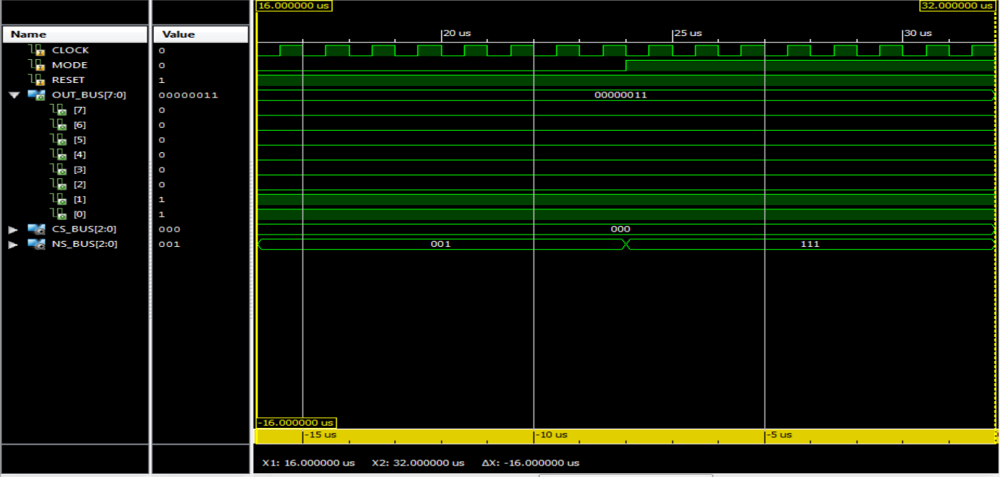 16.000000 us 32.000000 us
Name Value
20 us 25 us 30 us
CLOCK 0
MODE 0
RESET 1
OUT_BUS[7:0] 00000011 00000011
[7] 0
[6] 0
[5] 0
[4] 0
[3] 0
[2] 0
[1] 1
[0] 1
CS_BUS[2:0] 000 000
NS_BUS[2:0] 001 001 111
-16.000000 us
-15 us -10 us -5 us
X1: 16.000000 us X2: 32.000000 us ΔX: -16.000000 us